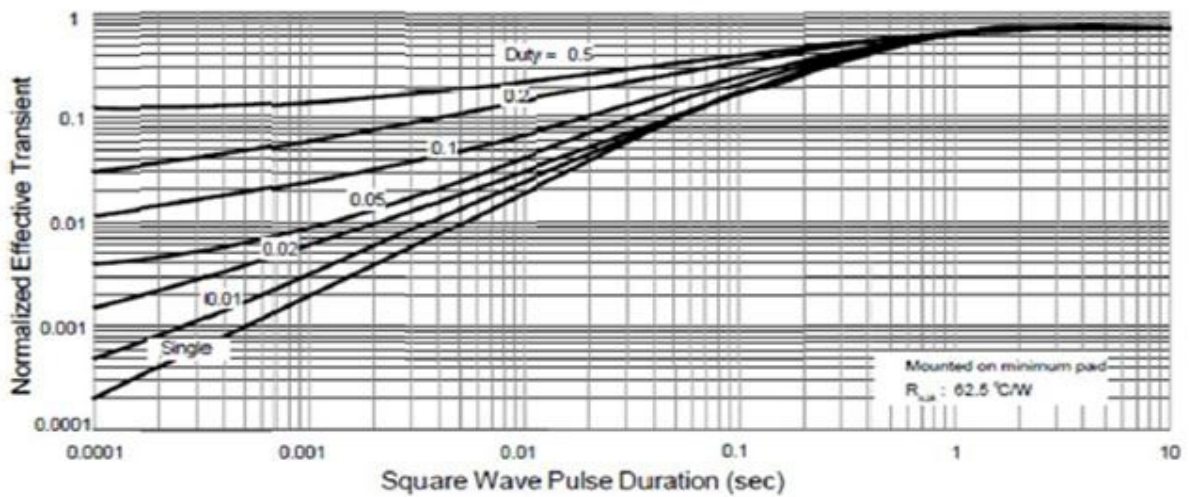 Normalized Effective Transient
1
0.1
0.01
0.001
0.0001
Duty = 0.5
0.2
0.1
0.05
0.02
0.01
Single
Mounted on minimum pad
: 62.5 °C/W
0.0001 0.001 0.01 0.1 1 10
Square Wave Pulse Duration (sec)